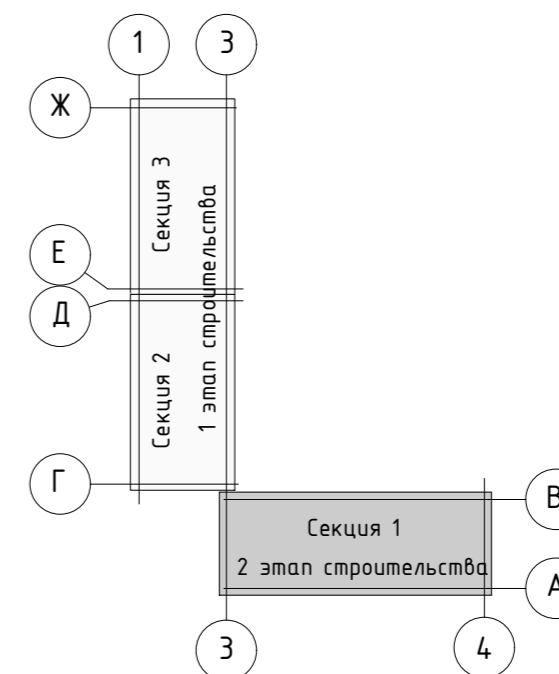 1
3
Ж
Секция 3
Е
Д
1 этап строительства
Секция 2
Г
В
Секция 1
2 этап строительства
А
3
4